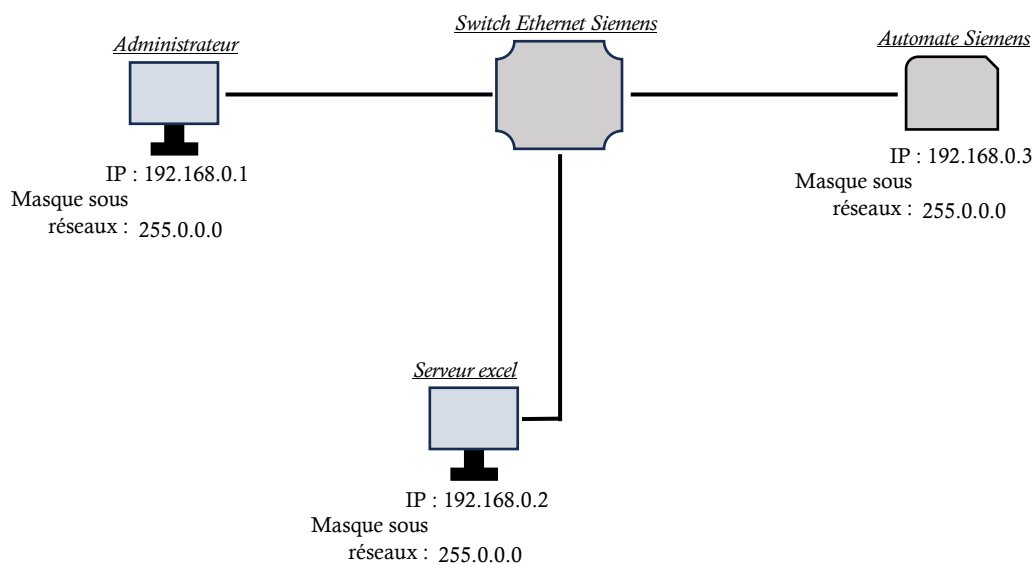 Switch Ethernet Siemens
Administrateur
Automate Siemens
IP : 192.168.0.1
Masque sous
réseaux : 255.0.0.0
IP : 192.168.0.3
Masque sous
réseaux : 255.0.0.0
Serveur excel
IP : 192.168.0.2
Masque sous
réseaux : 255.0.0.0